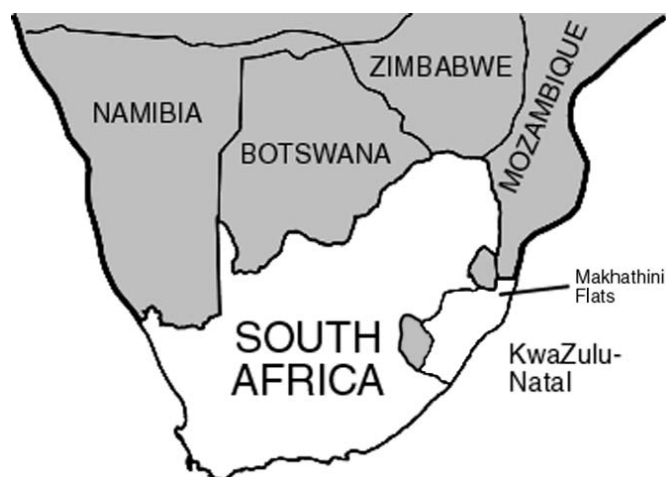 ZIMBABWE
NAMIBIA
MOZAMBIQUE
BOTSWANA
Makhathini
Flats
SOUTH
AFRICA
KwaZulu-
Natal